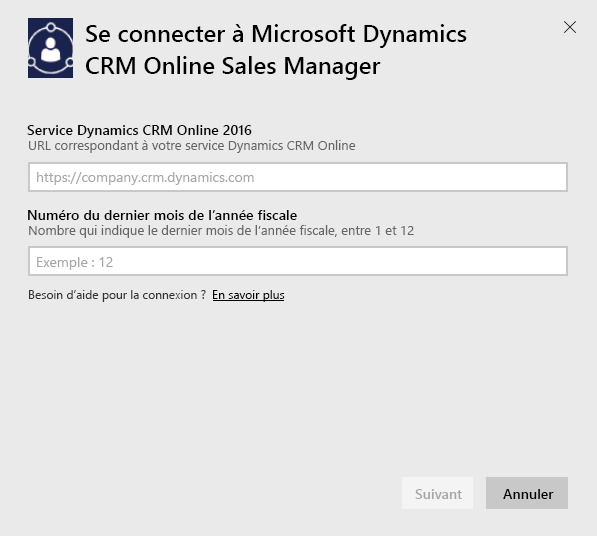 Se connecter à Microsoft Dynamics
CRM Online Sales Manager
Service Dynamics CRM Online 2016
URL correspondant à votre service Dynamics CRM Online
https://company.crm.dynamics.com
Numéro du dernier mois de l’année fiscale
Nombre qui indique le dernier mois de l’année fiscale, entre 1 et 12
Exemple : 12
Besoin d’aide pour la connexion ? En savoir plus
Suivant Annuler